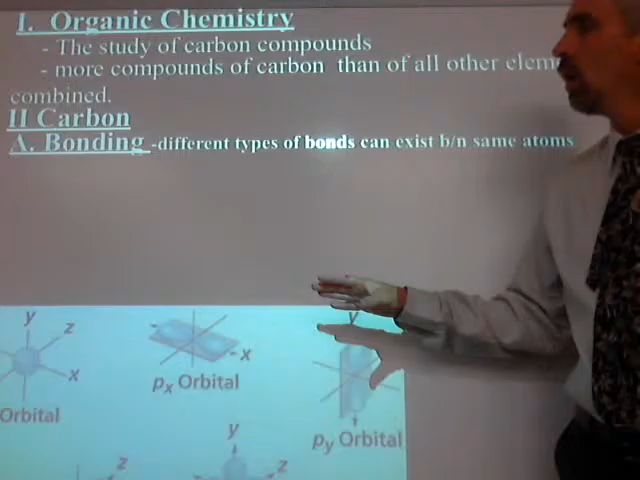 I. Organic Chemistry
- The study of carbon compounds
- more compounds of carbon than of all other elem
combined.
II Carbon
A. Bonding -different types of bonds can exist b/n same atoms
y z y
x x
Orbital px Orbital
py Orbital
y
z z